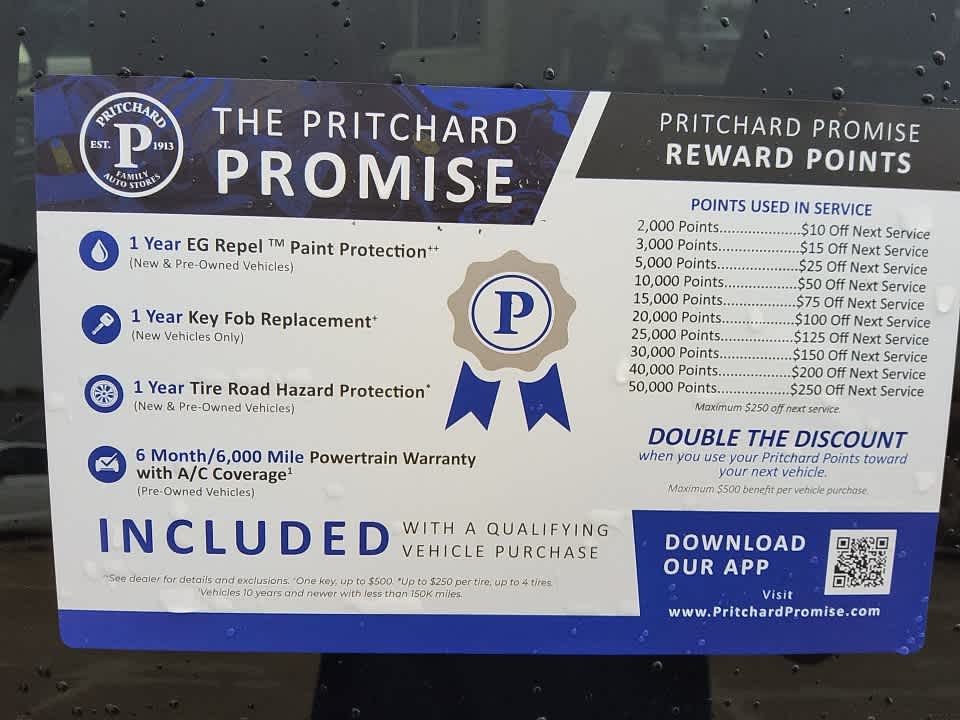 PRITCHARD
EST. P 1913
FAMILY
AUTO STORES
THE PRITCHARD
PROMISE
1 Year EG Repel ™ Paint Protection++
(New & Pre-Owned Vehicles)
1 Year Key Fob Replacement+
(New Vehicles Only)
1 Year Tire Road Hazard Protection*
(New & Pre-Owned Vehicles)
6 Month/6,000 Mile Powertrain Warranty
with A/C Coverage1
(Pre-Owned Vehicles)
P
INCLUDED WITH A QUALIFYING
VEHICLE PURCHASE
++See dealer for details and exclusions. +One key, up to $500. *Up to $250 per tire, up to 4 tires.
1Vehicles 10 years and newer with less than 150K miles.
PRITCHARD PROMISE
REWARD POINTS
POINTS USED IN SERVICE
2,000 Points....................$10 Off Next Service
3,000 Points....................$15 Off Next Service
5,000 Points....................$25 Off Next Service
10,000 Points..................$50 Off Next Service
15,000 Points..................$75 Off Next Service
20,000 Points.................$100 Off Next Service
25,000 Points.................$125 Off Next Service
30,000 Points.................$150 Off Next Service
40,000 Points.................$200 Off Next Service
50,000 Points.................$250 Off Next Service
Maximum $250 off next service.
DOUBLE THE DISCOUNT
when you use your Pritchard Points toward
your next vehicle.
Maximum $500 benefit per vehicle purchase.
DOWNLOAD
OUR APP
Visit
www.PritchardPromise.com